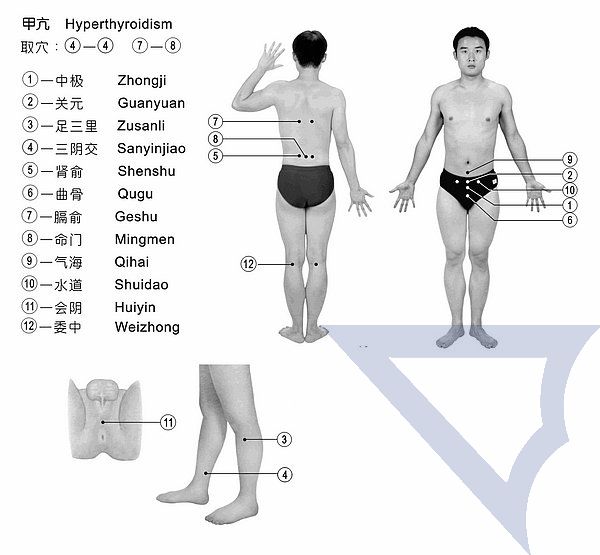 甲亢 Hyperthyroidism
取穴: ④—④ ⑦—⑧
①—中极 Zhongji
②—关元 Guanyuan
③—足三里 Zusanli
④—三阴交 Sanyinjiao
⑤—肾俞 Shenshu
⑥—曲骨 Qugu
⑦—膈俞 Geshu
⑧—命门 Mingmen
⑨—气海 Qihai
⑩—水道 Shuidao
⑪—会阴 Huiyin
⑫—委中 Weizhong
⑦
⑧
⑤
⑫
⑨
②
⑩
①
⑥
⑪
③
④